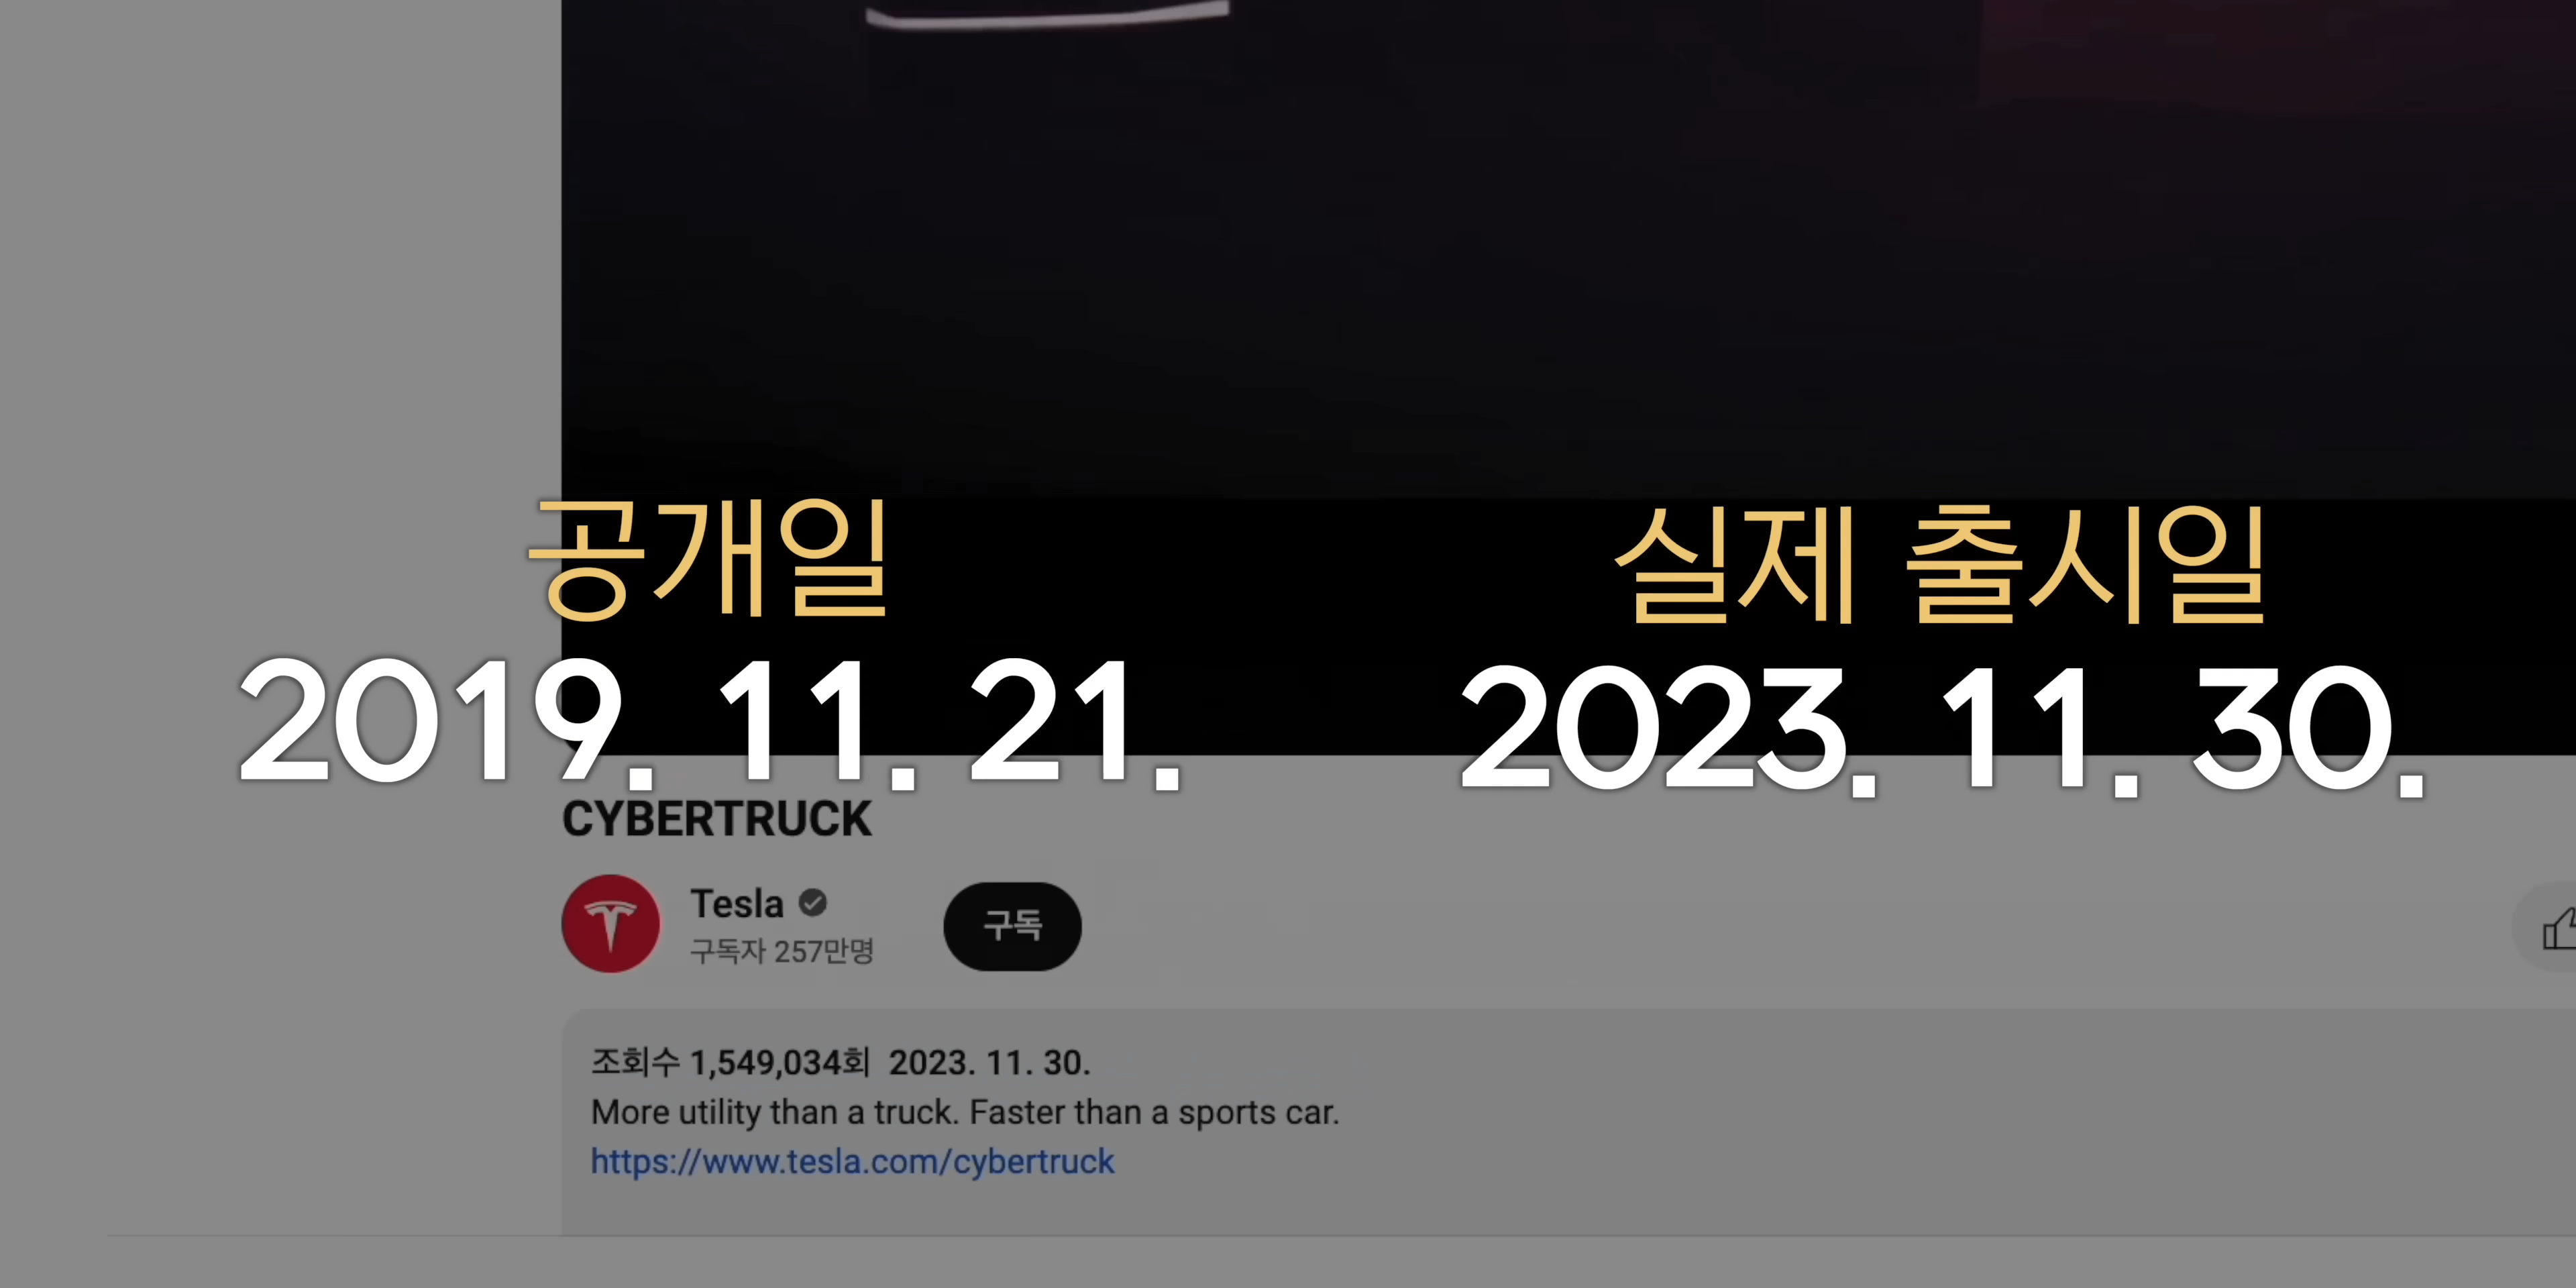 공개일
2019. 11. 21.
실제 출시일
2023. 11. 30.
CYBERTRUCK
Tesla
구독자 257만명
구독
조회수 1,549,034회 2023. 11. 30.
More utility than a truck. Faster than a sports car.
https://www.tesla.com/cybertruck